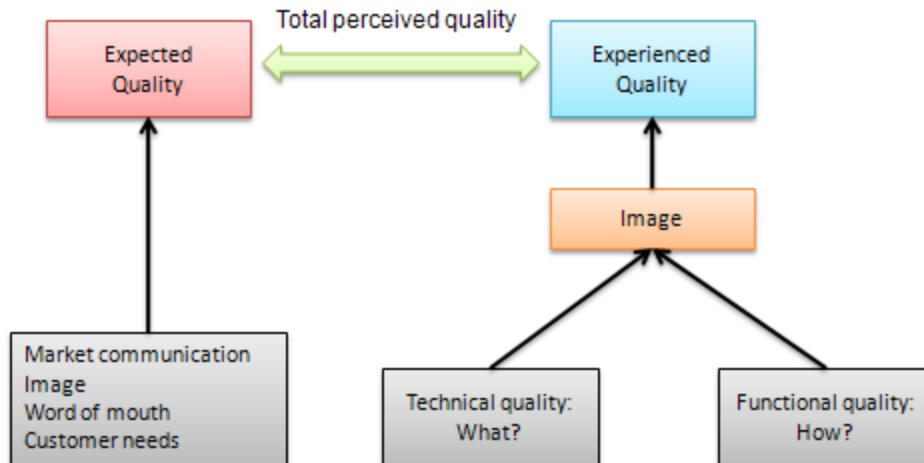 Total perceived quality
Expected
Quality
Experienced
Quality
Image
Market communication
Image
Word of mouth
Customer needs
Technical quality:
What?
Functional quality:
How?